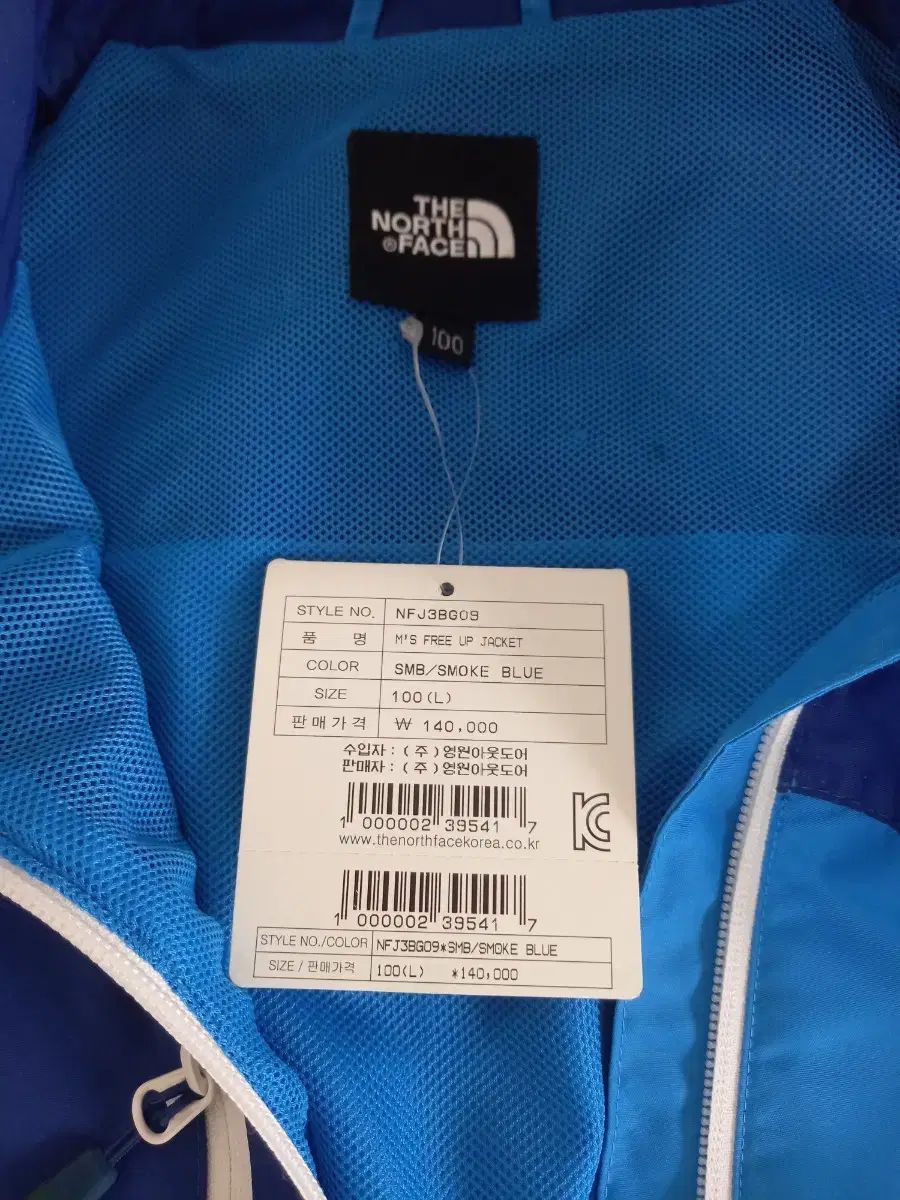 THE
NORTH
®FACE
100
STYLE NO. NFJ3BG09
품 명 M'S FREE UP JACKET
COLOR SMB/SMOKE BLUE
SIZE 100(L)
판매가격 ₩ 140,000
수입자 : (주)영원아웃도어
판매자 : (주)영원아웃도어
1 000002 39541 7
www.thenorthfacekorea.co.kr
1 000002 39541 7
STYLE NO./COLOR NFJ3BG09*SMB/SMOKE BLUE
SIZE / 판매가격 100(L) *140,000